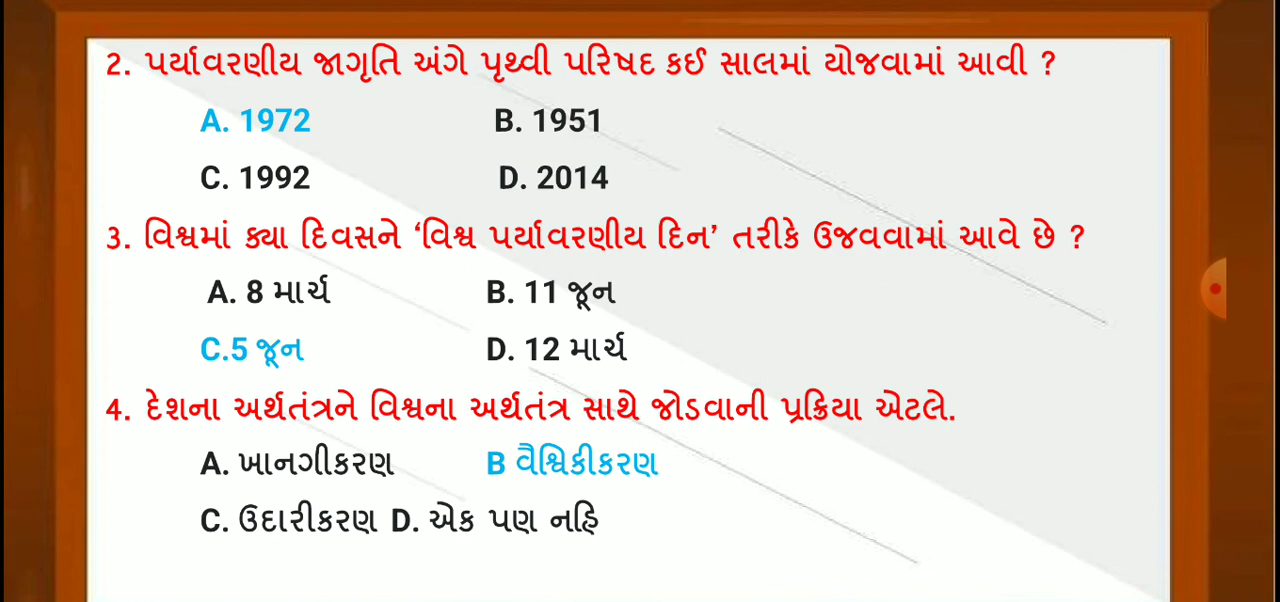 2. પર્યાવરણીય જાગૃતિ અંગે પૃથ્વી પરિષદ કઈ સાલમાં યોજવામાં આવી ?
A. 1972 B. 1951
C. 1992 D. 2014
3. વિશ્વમાં ક્યા દિવસને ‘વિશ્વ પર્યાવરણીય દિન’ તરીકે ઉજવવામાં આવે છે ?
A. 8 માર્ચ B. 11 જૂન
C.5 જૂન D. 12 માર્ચ
4. દેશના અર્થતંત્રને વિશ્વના અર્થતંત્ર સાથે જોડવાની પ્રક્રિયા એટલે.
A. ખાનગીકરણ B વૈશ્વિકીકરણ
C. ઉદારીકરણ D. એક પણ નહિ